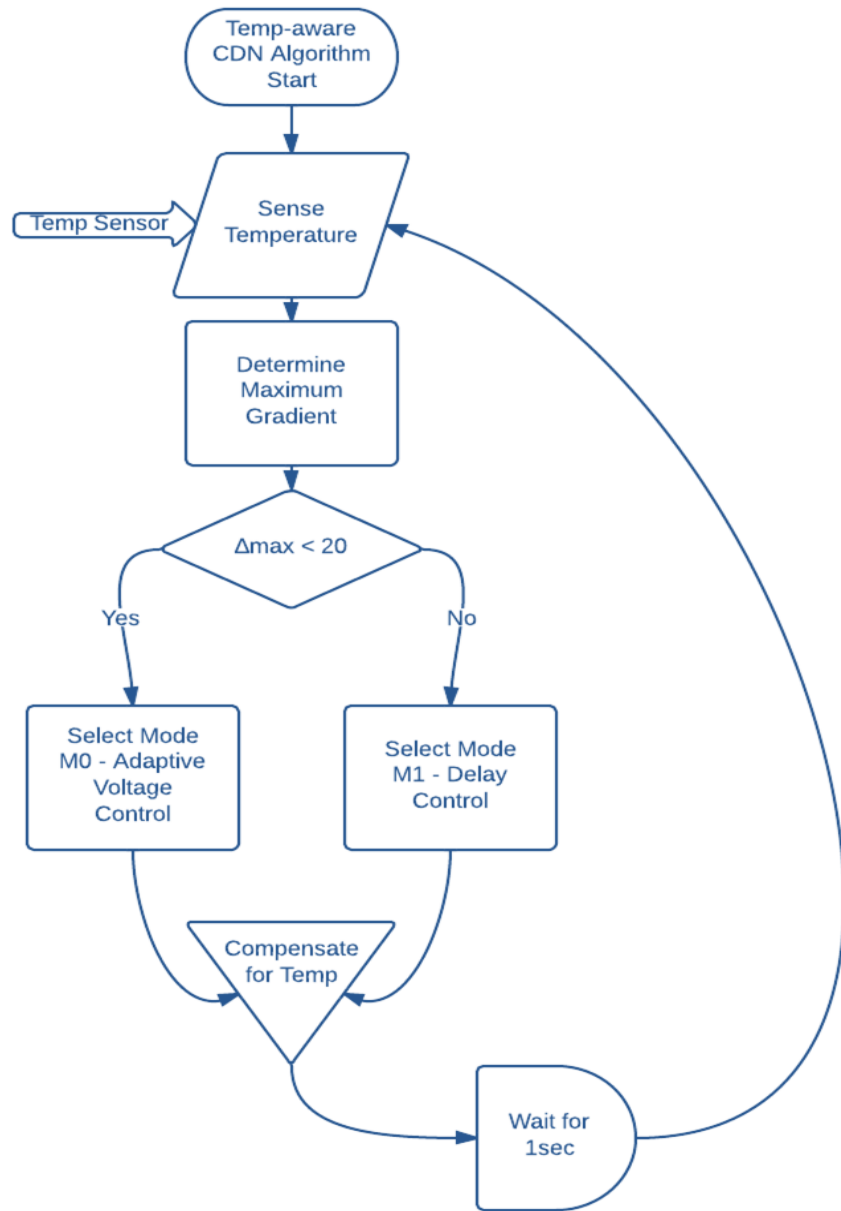 Temp-aware
CDN Algorithm
Start
Temp Sensor
Sense
Temperature
Determine
Maximum
Gradient
Δmax < 20
Yes
No
Select Mode
M0 - Adaptive
Voltage
Control
Select Mode
M1 - Delay
Control
Compensate
for Temp
Wait for
1sec